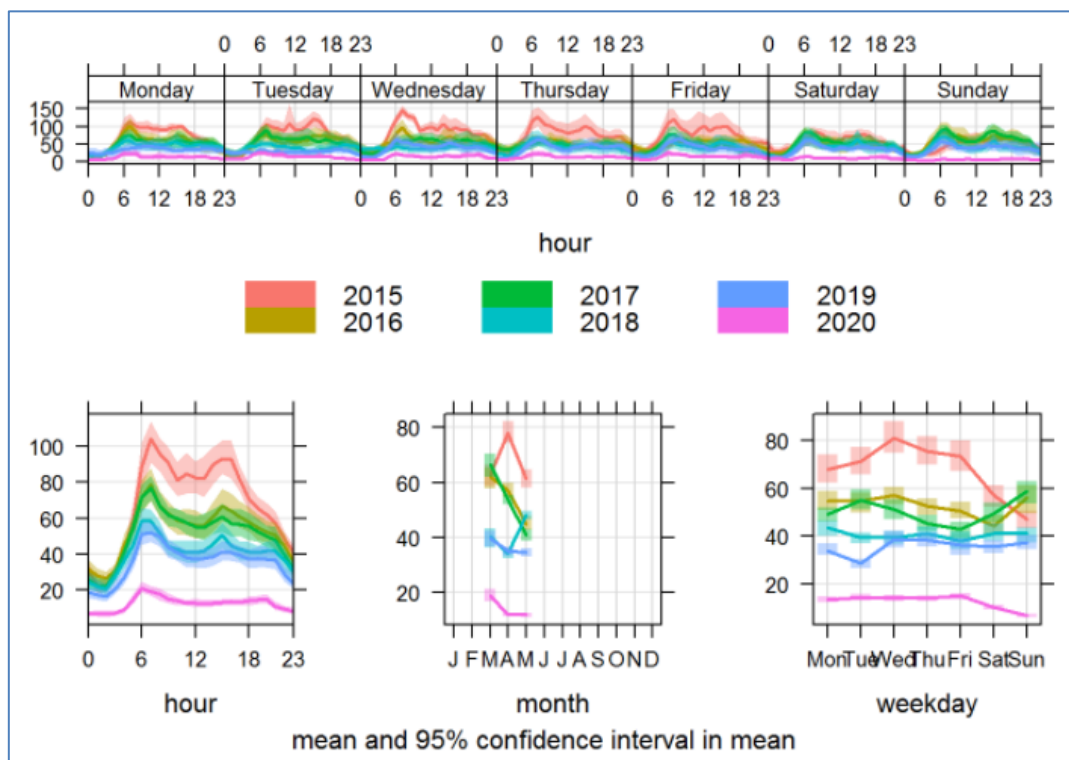 0 6 12 18 23 0 6 12 18 23 0 6 12 18 23
Monday Tuesday Wednesday Thursday Friday Saturday Sunday
150
100
50
0
0 6 12 18 23 0 6 12 18 23 0 6 12 18 23 0 6 12 18 23
hour
2015 2017 2019
2016 2018 2020
100
80
60
40
20
0 6 12 18 23
hour
80
60
40
20
J F M A M J J A S O N D
month
80
60
40
20
Mon Tue Wed Thu Fri Sat Sun
weekday
mean and 95% confidence interval in mean